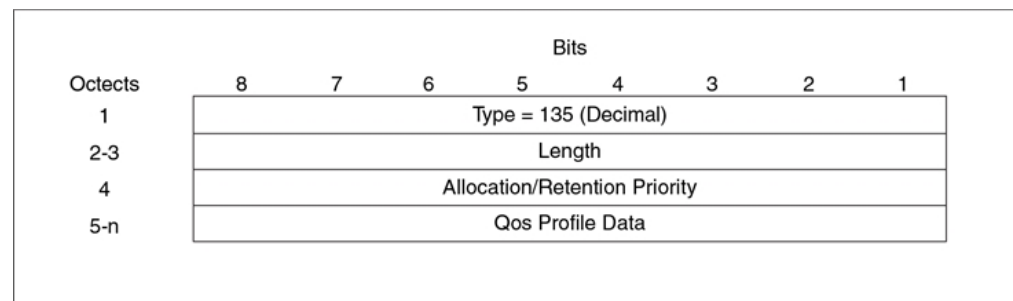 Bits
Octects 8 7 6 5 4 3 2 1
1 Type = 135 (Decimal)
2-3 Length
4 Allocation/Retention Priority
5-n Qos Profile Data